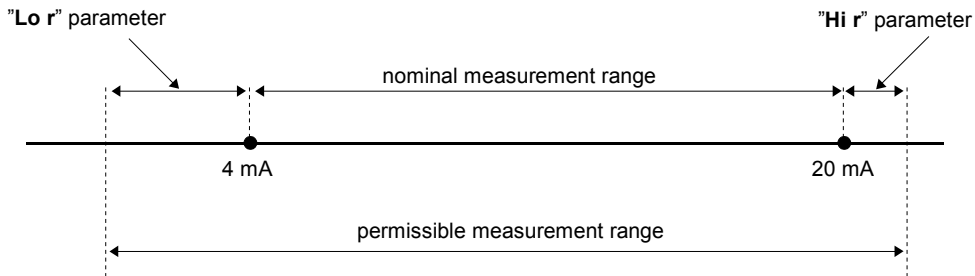 ”Lo r” parameter
”Hi r” parameter
nominal measurement range
4 mA
20 mA
permissible measurement range